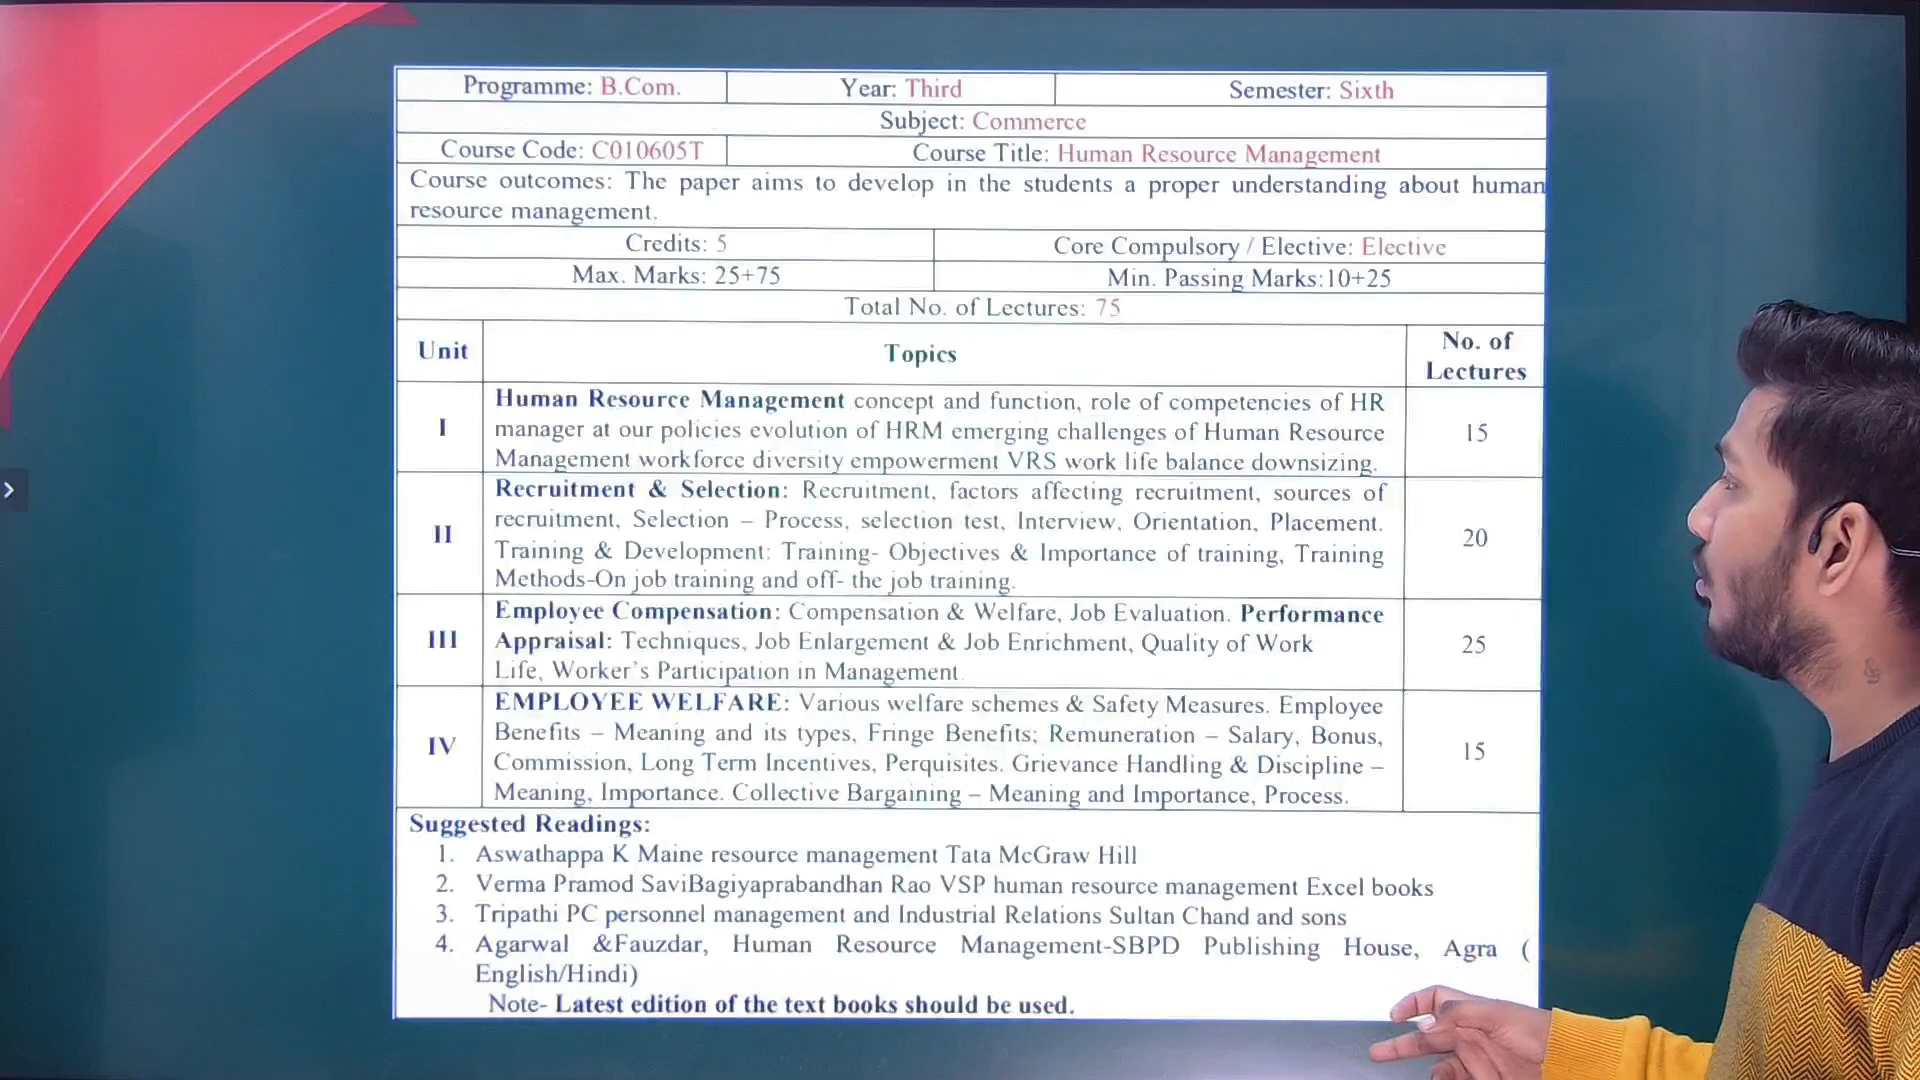 Programme: B.Com. Year: Third Semester: Sixth
Subject: Commerce
Course Code: C010605T Course Title: Human Resource Management
Course outcomes: The paper aims to develop in the students a proper understanding about human
resource management.
Credits: 5 Core Compulsory / Elective: Elective
Max. Marks: 25+75 Min. Passing Marks:10+25
Total No. of Lectures: 75
Unit Topics No. of
Lectures
I Human Resource Management concept and function, role of competencies of HR
manager at our policies evolution of HRM emerging challenges of Human Resource 15
Management workforce diversity empowerment VRS work life balance downsizing.
Recruitment & Selection: Recruitment, factors affecting recruitment, sources of
II recruitment, Selection – Process, selection test, Interview, Orientation, Placement. 20
Training & Development: Training- Objectives & Importance of training, Training
Methods-On job training and off- the job training.
Employee Compensation: Compensation & Welfare, Job Evaluation. Performance
III Appraisal: Techniques, Job Enlargement & Job Enrichment, Quality of Work 25
Life, Worker's Participation in Management.
EMPLOYEE WELFARE: Various welfare schemes & Safety Measures. Employee
IV Benefits – Meaning and its types, Fringe Benefits; Remuneration – Salary, Bonus, 15
Commission, Long Term Incentives, Perquisites. Grievance Handling & Discipline –
Meaning, Importance. Collective Bargaining – Meaning and Importance, Process.
Suggested Readings:
1. Aswathappa K Maine resource management Tata McGraw Hill
2. Verma Pramod SaviBagiyaprabandhan Rao VSP human resource management Excel books
3. Tripathi PC personnel management and Industrial Relations Sultan Chand and sons
4. Agarwal &Fauzdar, Human Resource Management-SBPD Publishing House, Agra (
English/Hindi)
Note- Latest edition of the text books should be used.